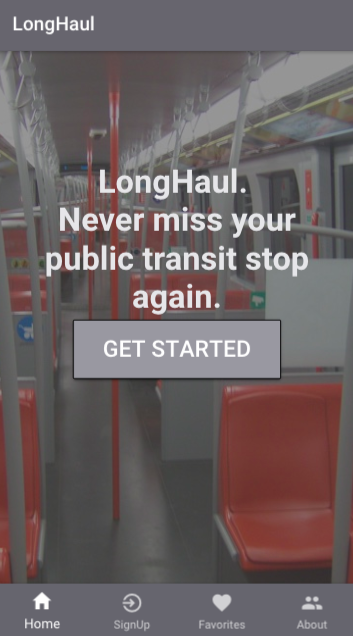 LongHaul
LongHaul.
Never miss your
public transit stop
again.
GET STARTED
Home
SignUp
Favorites
About